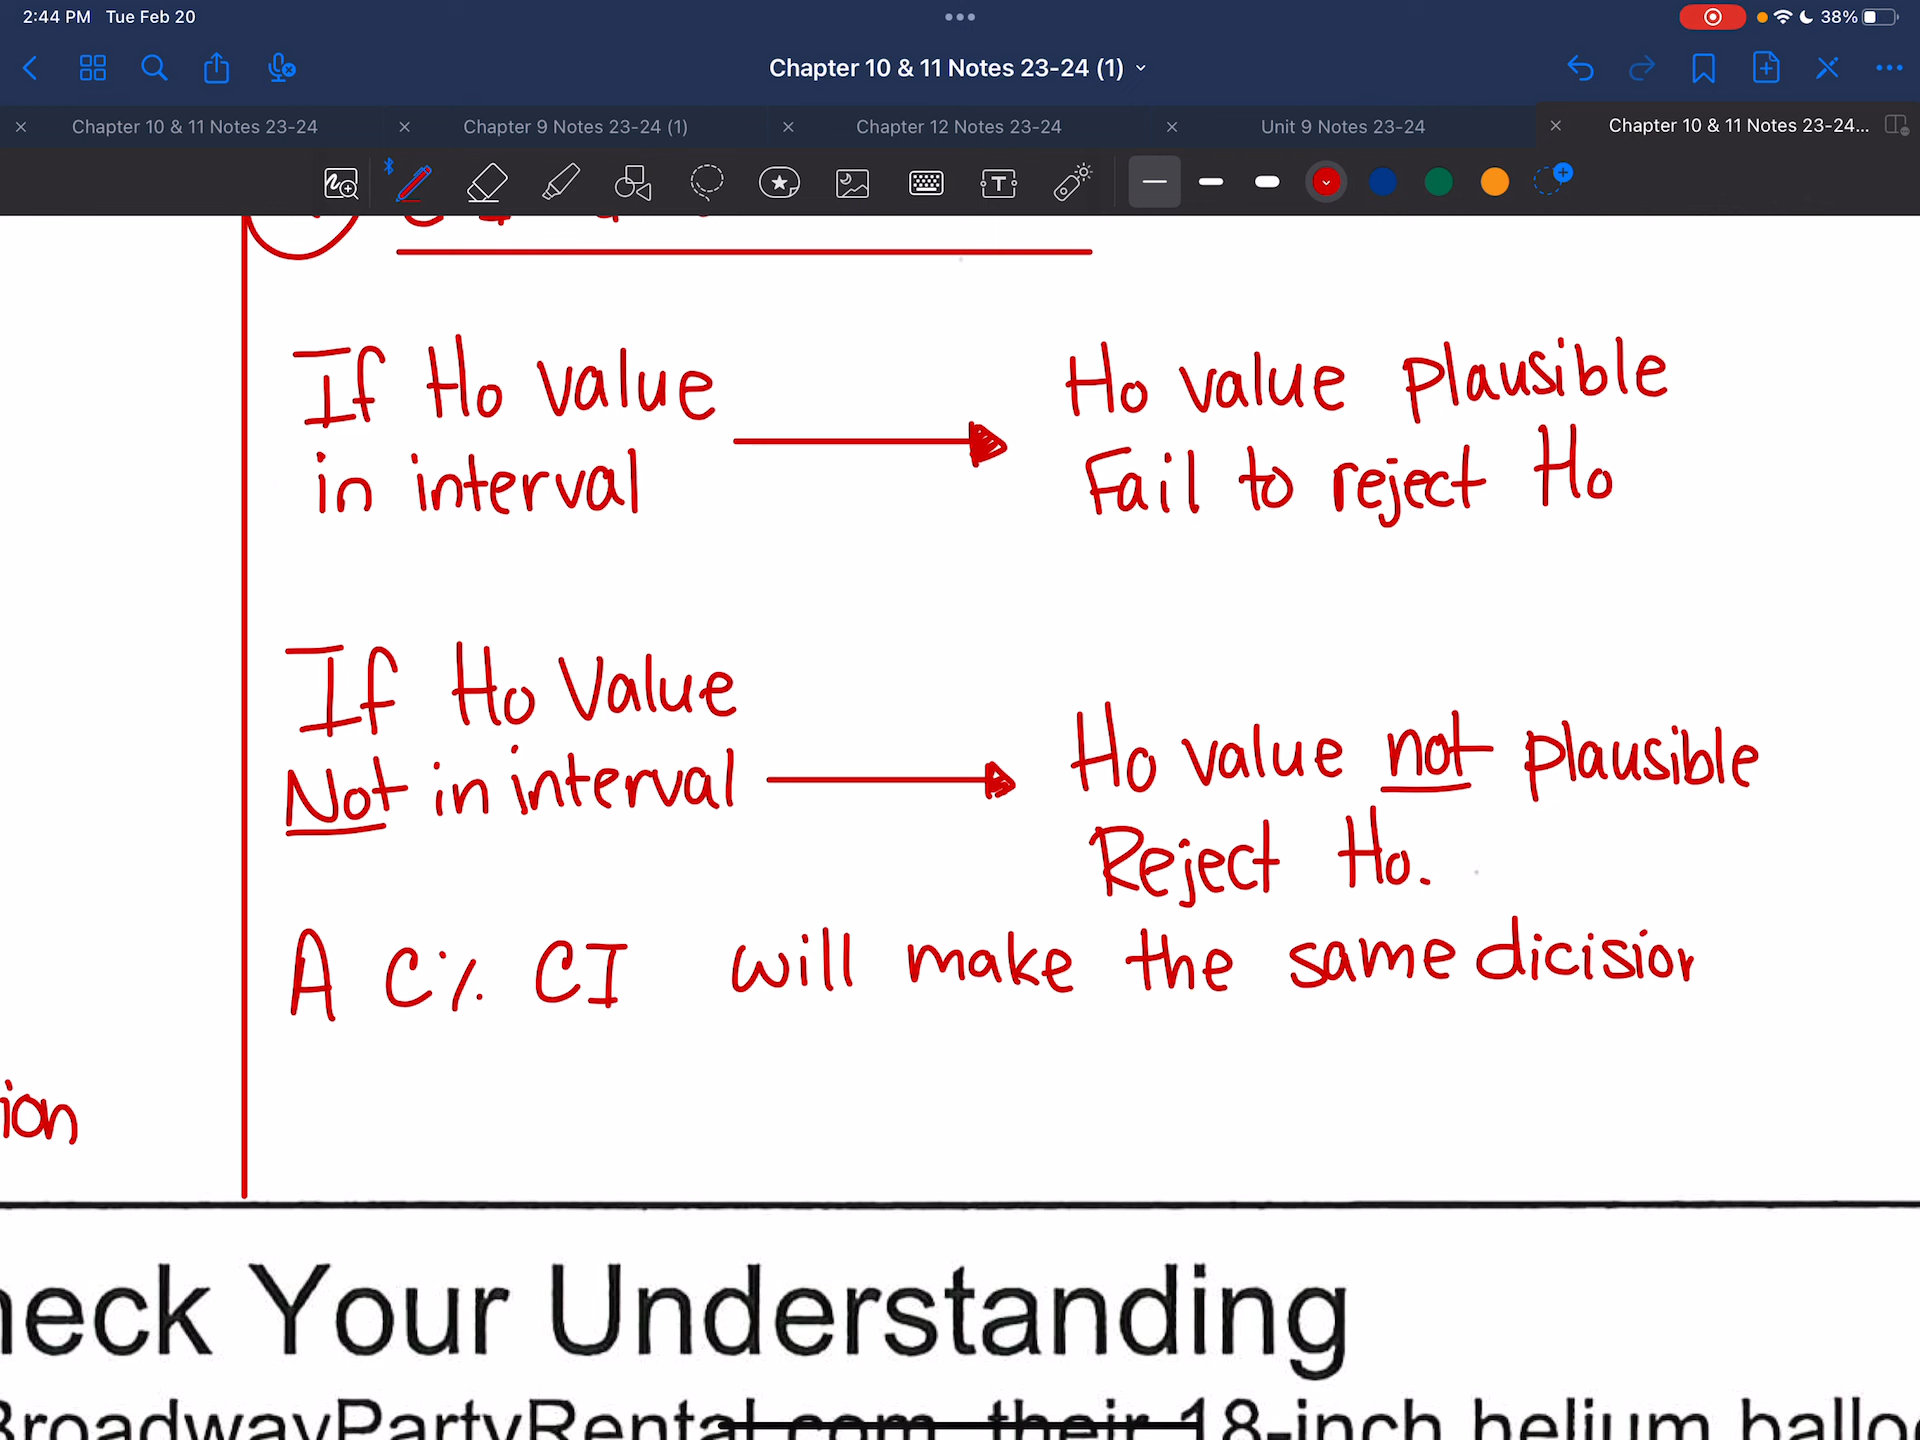 2:44 PM Tue Feb 20
38%
Chapter 10 & 11 Notes 23-24 (1)
Chapter 10 & 11 Notes 23-24
Chapter 9 Notes 23-24 (1)
Chapter 12 Notes 23-24
Unit 9 Notes 23-24
Chapter 10 & 11 Notes 23-24...
If Ho value
in interval
Ho value plausible
Fail to reject Ho
If Ho Value
Not in interval
Ho value not plausible
Reject Ho.
A C% CI will make the same dicision
ion
heck Your Understanding
BroadwayPartyRental.com, their 18-inch helium balloo